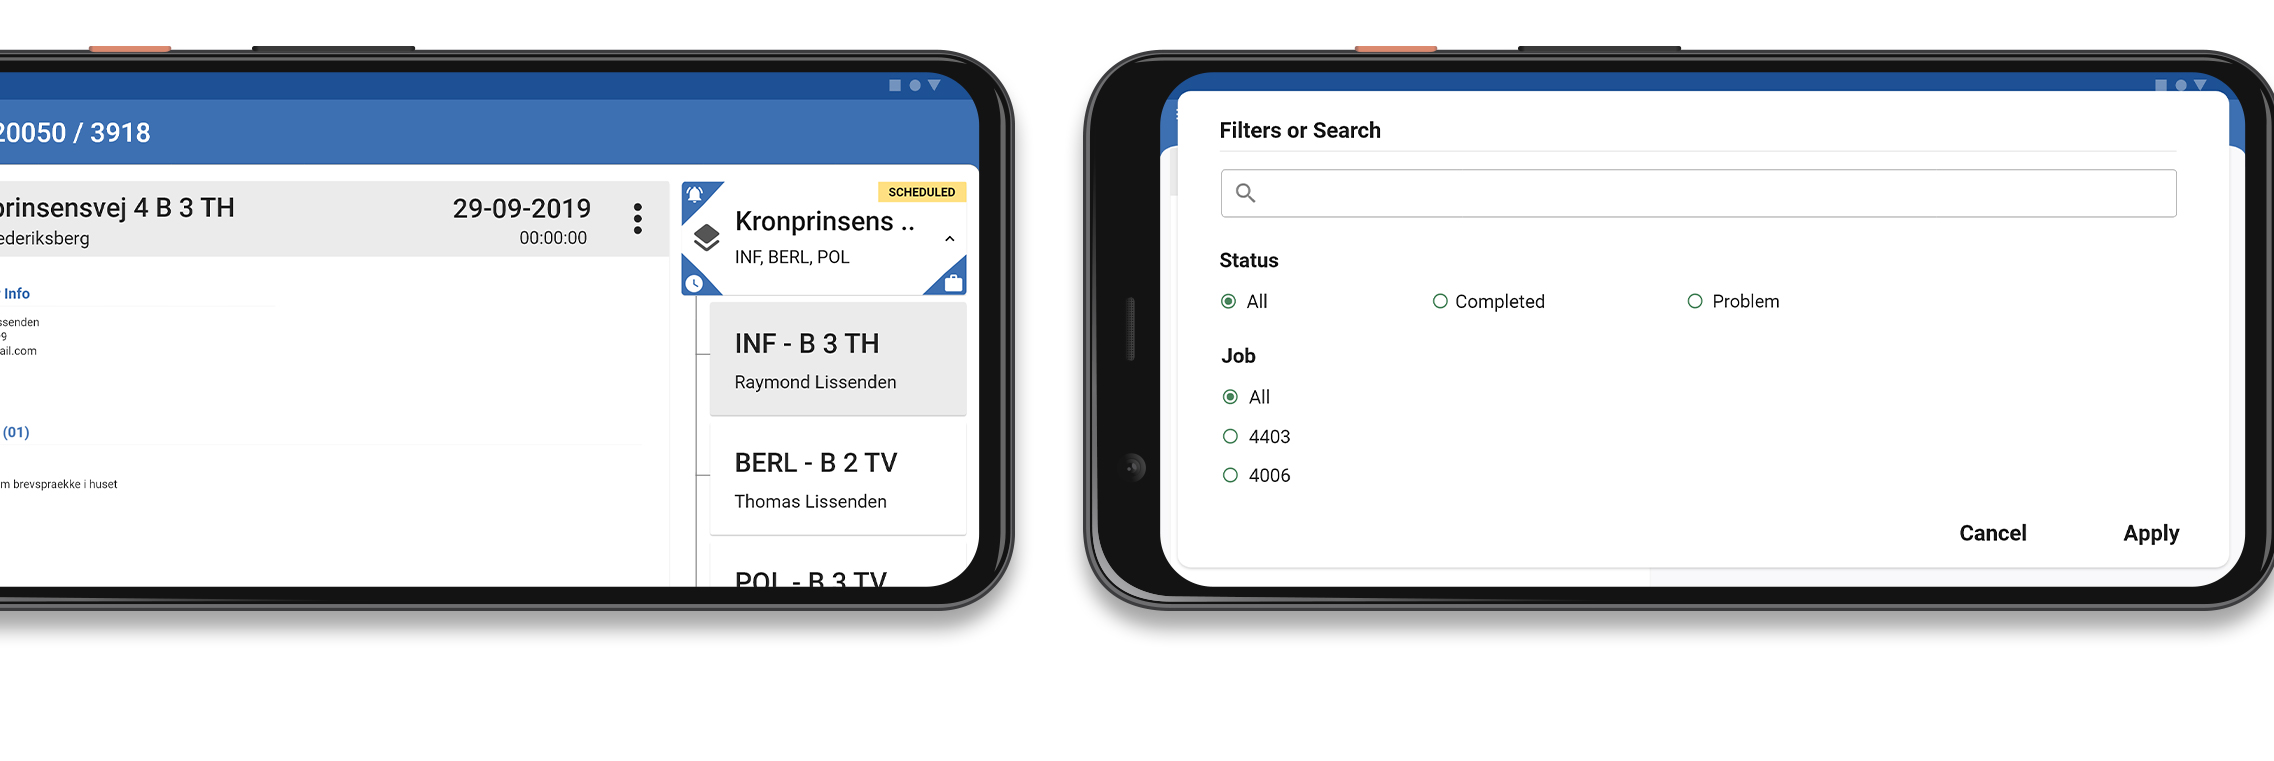 20050 / 3918
prinsensvej 4 B 3 TH
29-09-2019
ederiksberg
00:00:00
Info
ssenden
9
ail.com
(01)
m brevspraekke i huset
SCHEDULED
Kronprinsens ..
INF, BERL, POL
INF - B 3 TH
Raymond Lissenden
BERL - B 2 TV
Thomas Lissenden
POL - B 3 TV
Filters or Search
Status
All
Completed
Problem
Job
All
4403
4006
Cancel
Apply